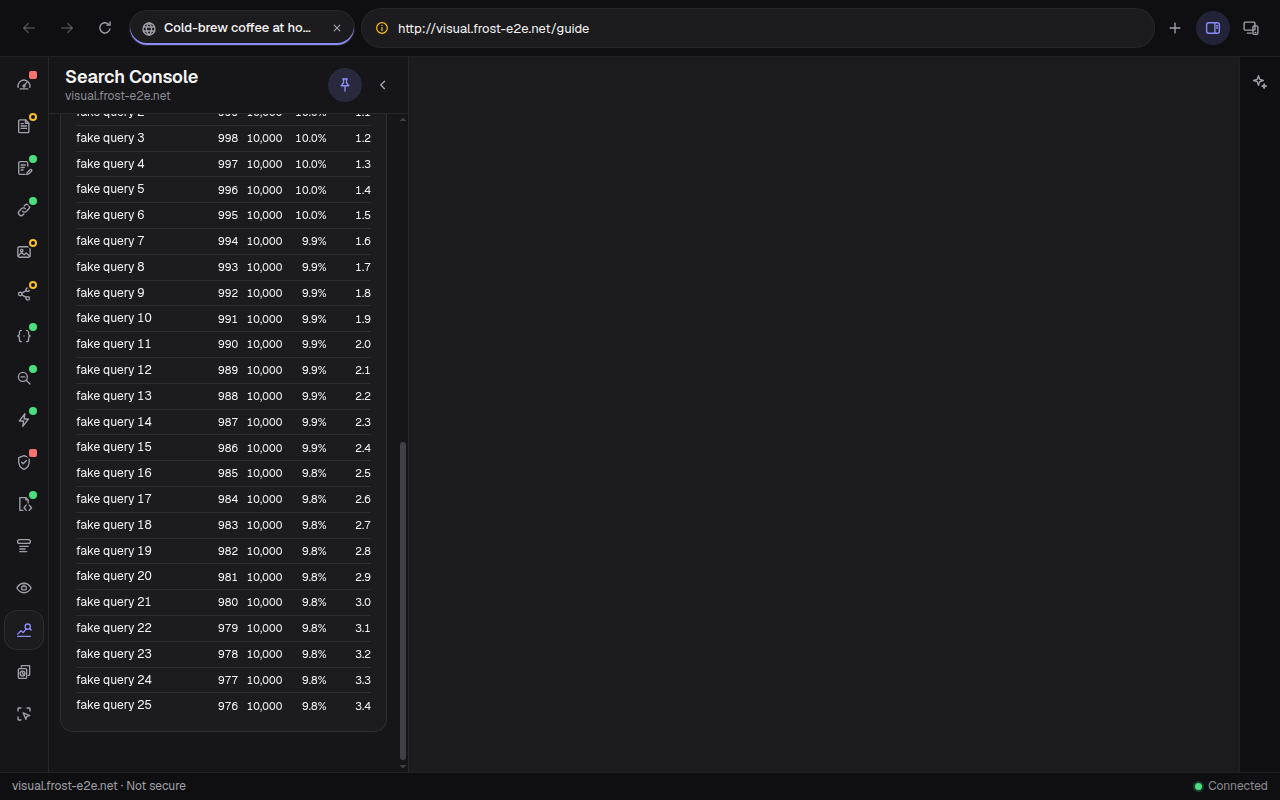 Cold-brew coffee at ho...
http://visual.frost-e2e.net/guide
Search Console
visual.frost-e2e.net
fake query 3 998 10,000 10.0% 1.2
fake query 4 997 10,000 10.0% 1.3
fake query 5 996 10,000 10.0% 1.4
fake query 6 995 10,000 10.0% 1.5
fake query 7 994 10,000 9.9% 1.6
fake query 8 993 10,000 9.9% 1.7
fake query 9 992 10,000 9.9% 1.8
fake query 10 991 10,000 9.9% 1.9
fake query 11 990 10,000 9.9% 2.0
fake query 12 989 10,000 9.9% 2.1
fake query 13 988 10,000 9.9% 2.2
fake query 14 987 10,000 9.9% 2.3
fake query 15 986 10,000 9.9% 2.4
fake query 16 985 10,000 9.8% 2.5
fake query 17 984 10,000 9.8% 2.6
fake query 18 983 10,000 9.8% 2.7
fake query 19 982 10,000 9.8% 2.8
fake query 20 981 10,000 9.8% 2.9
fake query 21 980 10,000 9.8% 3.0
fake query 22 979 10,000 9.8% 3.1
fake query 23 978 10,000 9.8% 3.2
fake query 24 977 10,000 9.8% 3.3
fake query 25 976 10,000 9.8% 3.4
visual.frost-e2e.net · Not secure
Connected